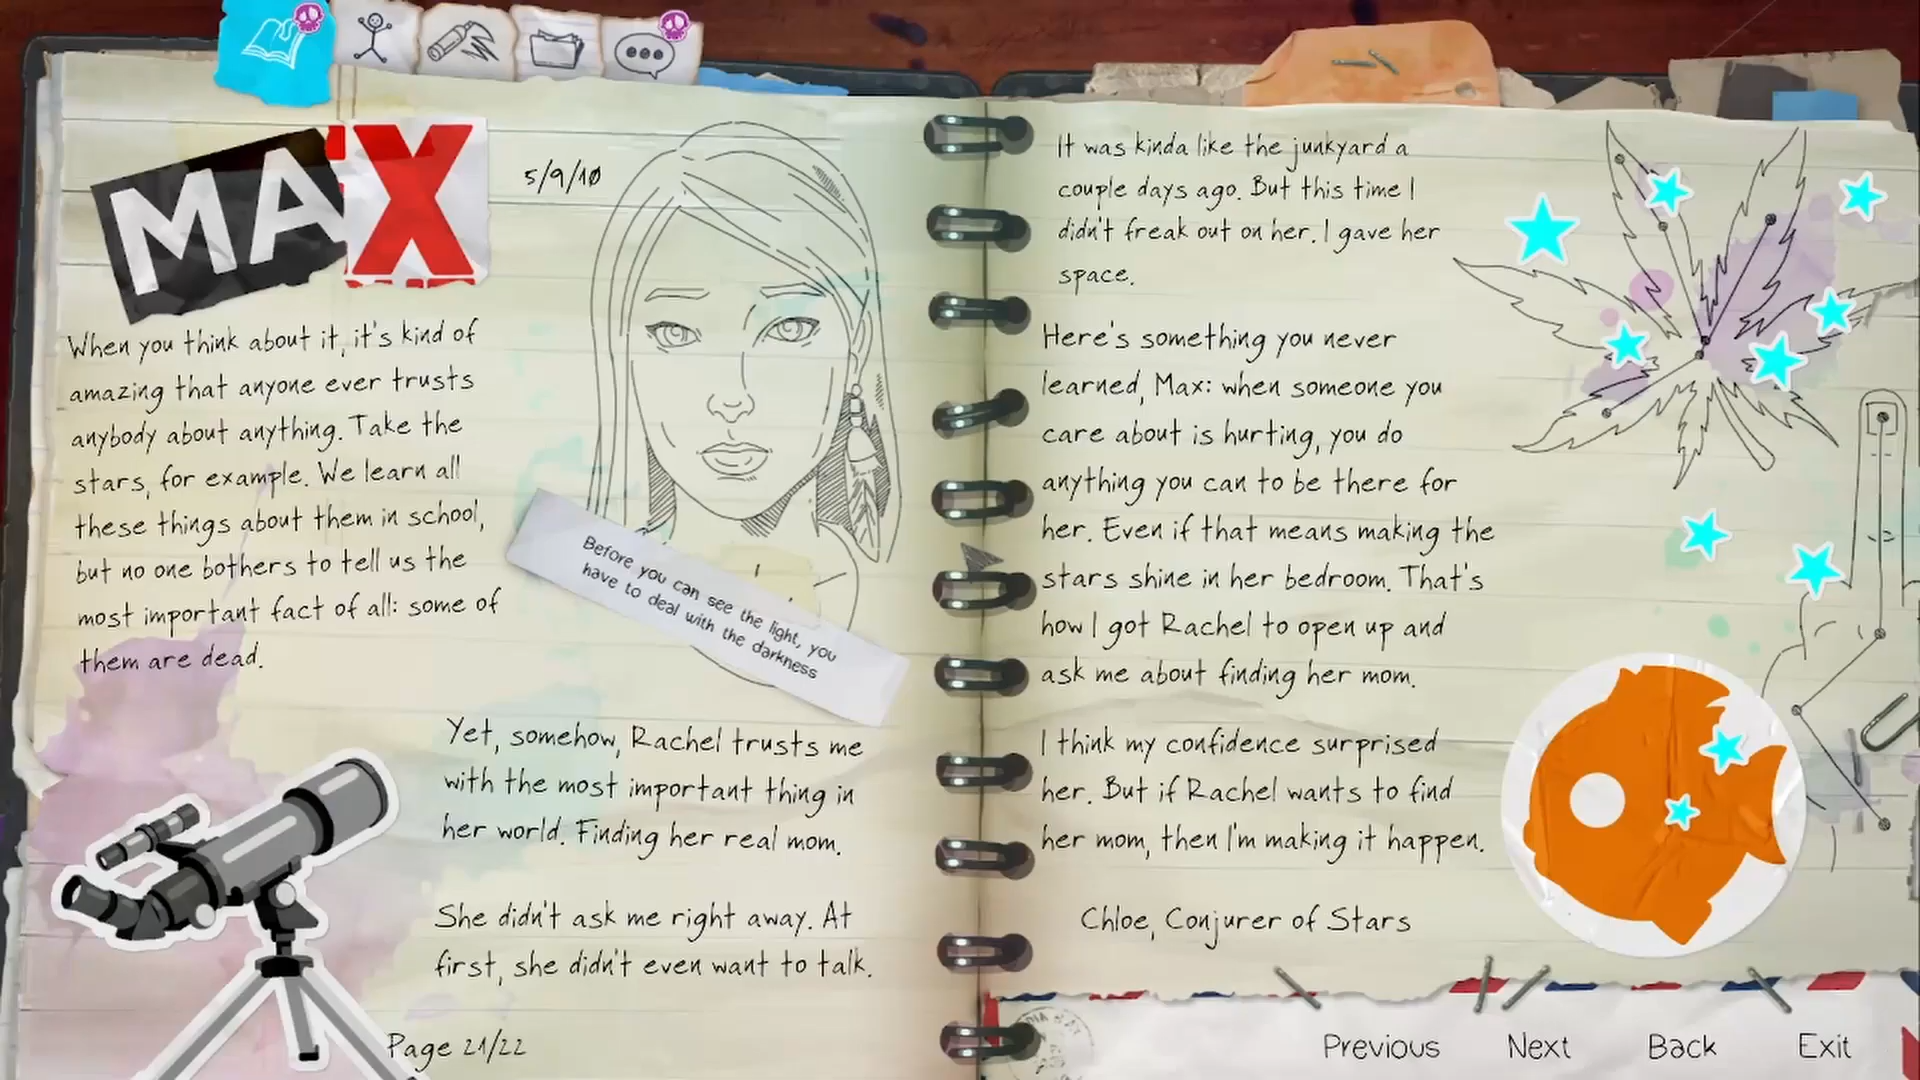 MAX
5/9/10
When you think about it, it's kind of
amazing that anyone ever trusts
anybody about anything. Take the
stars, for example. We learn all
these things about them in school,
but no one bothers to tell us the
most important fact of all: some of
them are dead.
Before you can see the light, you
have to deal with the darkness
Yet, somehow, Rachel trusts me
with the most important thing in
her world. Finding her real mom.
She didn't ask me right away. At
first, she didn't even want to talk.
Page 21/22
It was kinda like the junkyard a
couple days ago. But this time I
didn't freak out on her. I gave her
space.
Here's something you never
learned, Max: when someone you
care about is hurting, you do
anything you can to be there for
her. Even if that means making the
stars shine in her bedroom. That's
how I got Rachel to open up and
ask me about finding her mom.
I think my confidence surprised
her. But if Rachel wants to find
her mom, then I'm making it happen.
Chloe, Conjurer of Stars
Previous Next Back Exit